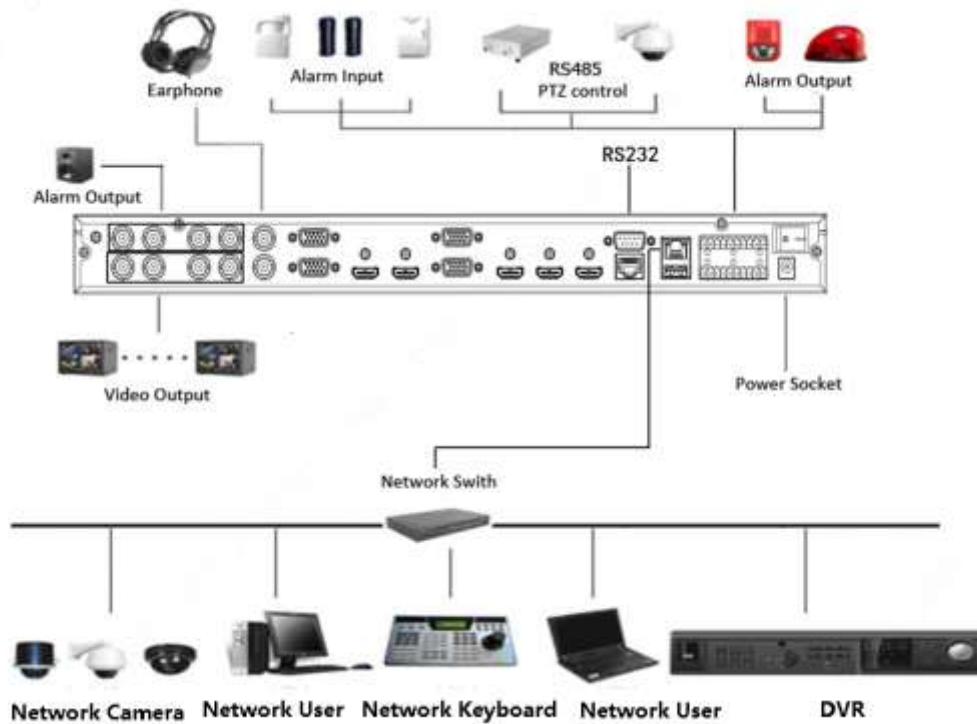 Earphone
Alarm Input
RS485
PTZ control
Alarm Output
RS232
Alarm Output
Video Output
Power Socket
Network Swith
Network Camera
Network User
Network Keyboard
Network User
DVR